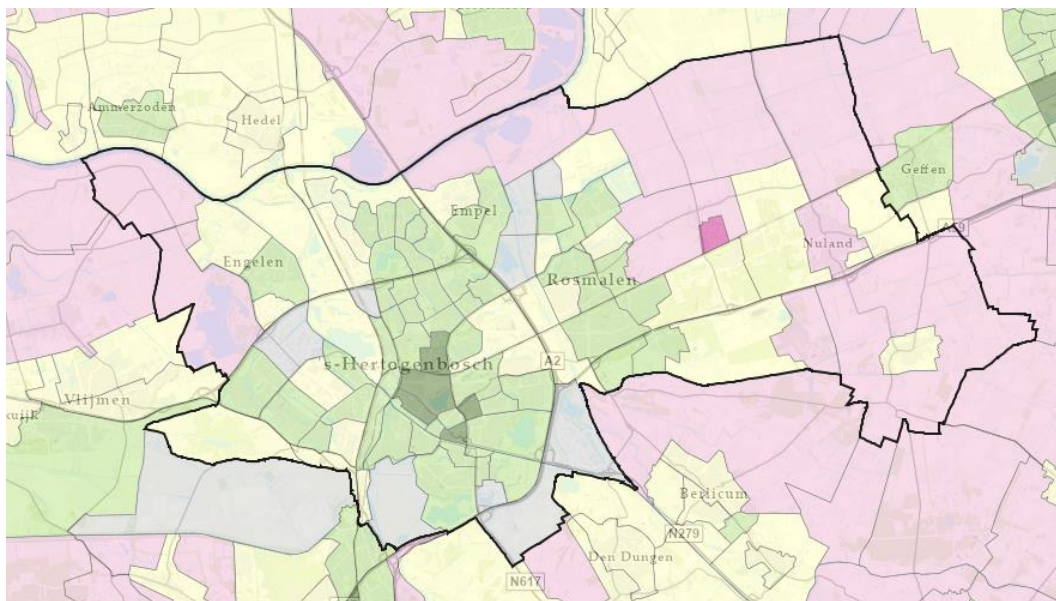 Ammerzoden
Hedel
Geffen
Empel
A59
Nuland
Engelen
Rosmalen
s-Hertogenbosch
A2
Vlijmen
Berlicum
N279
Den Dungen
N617